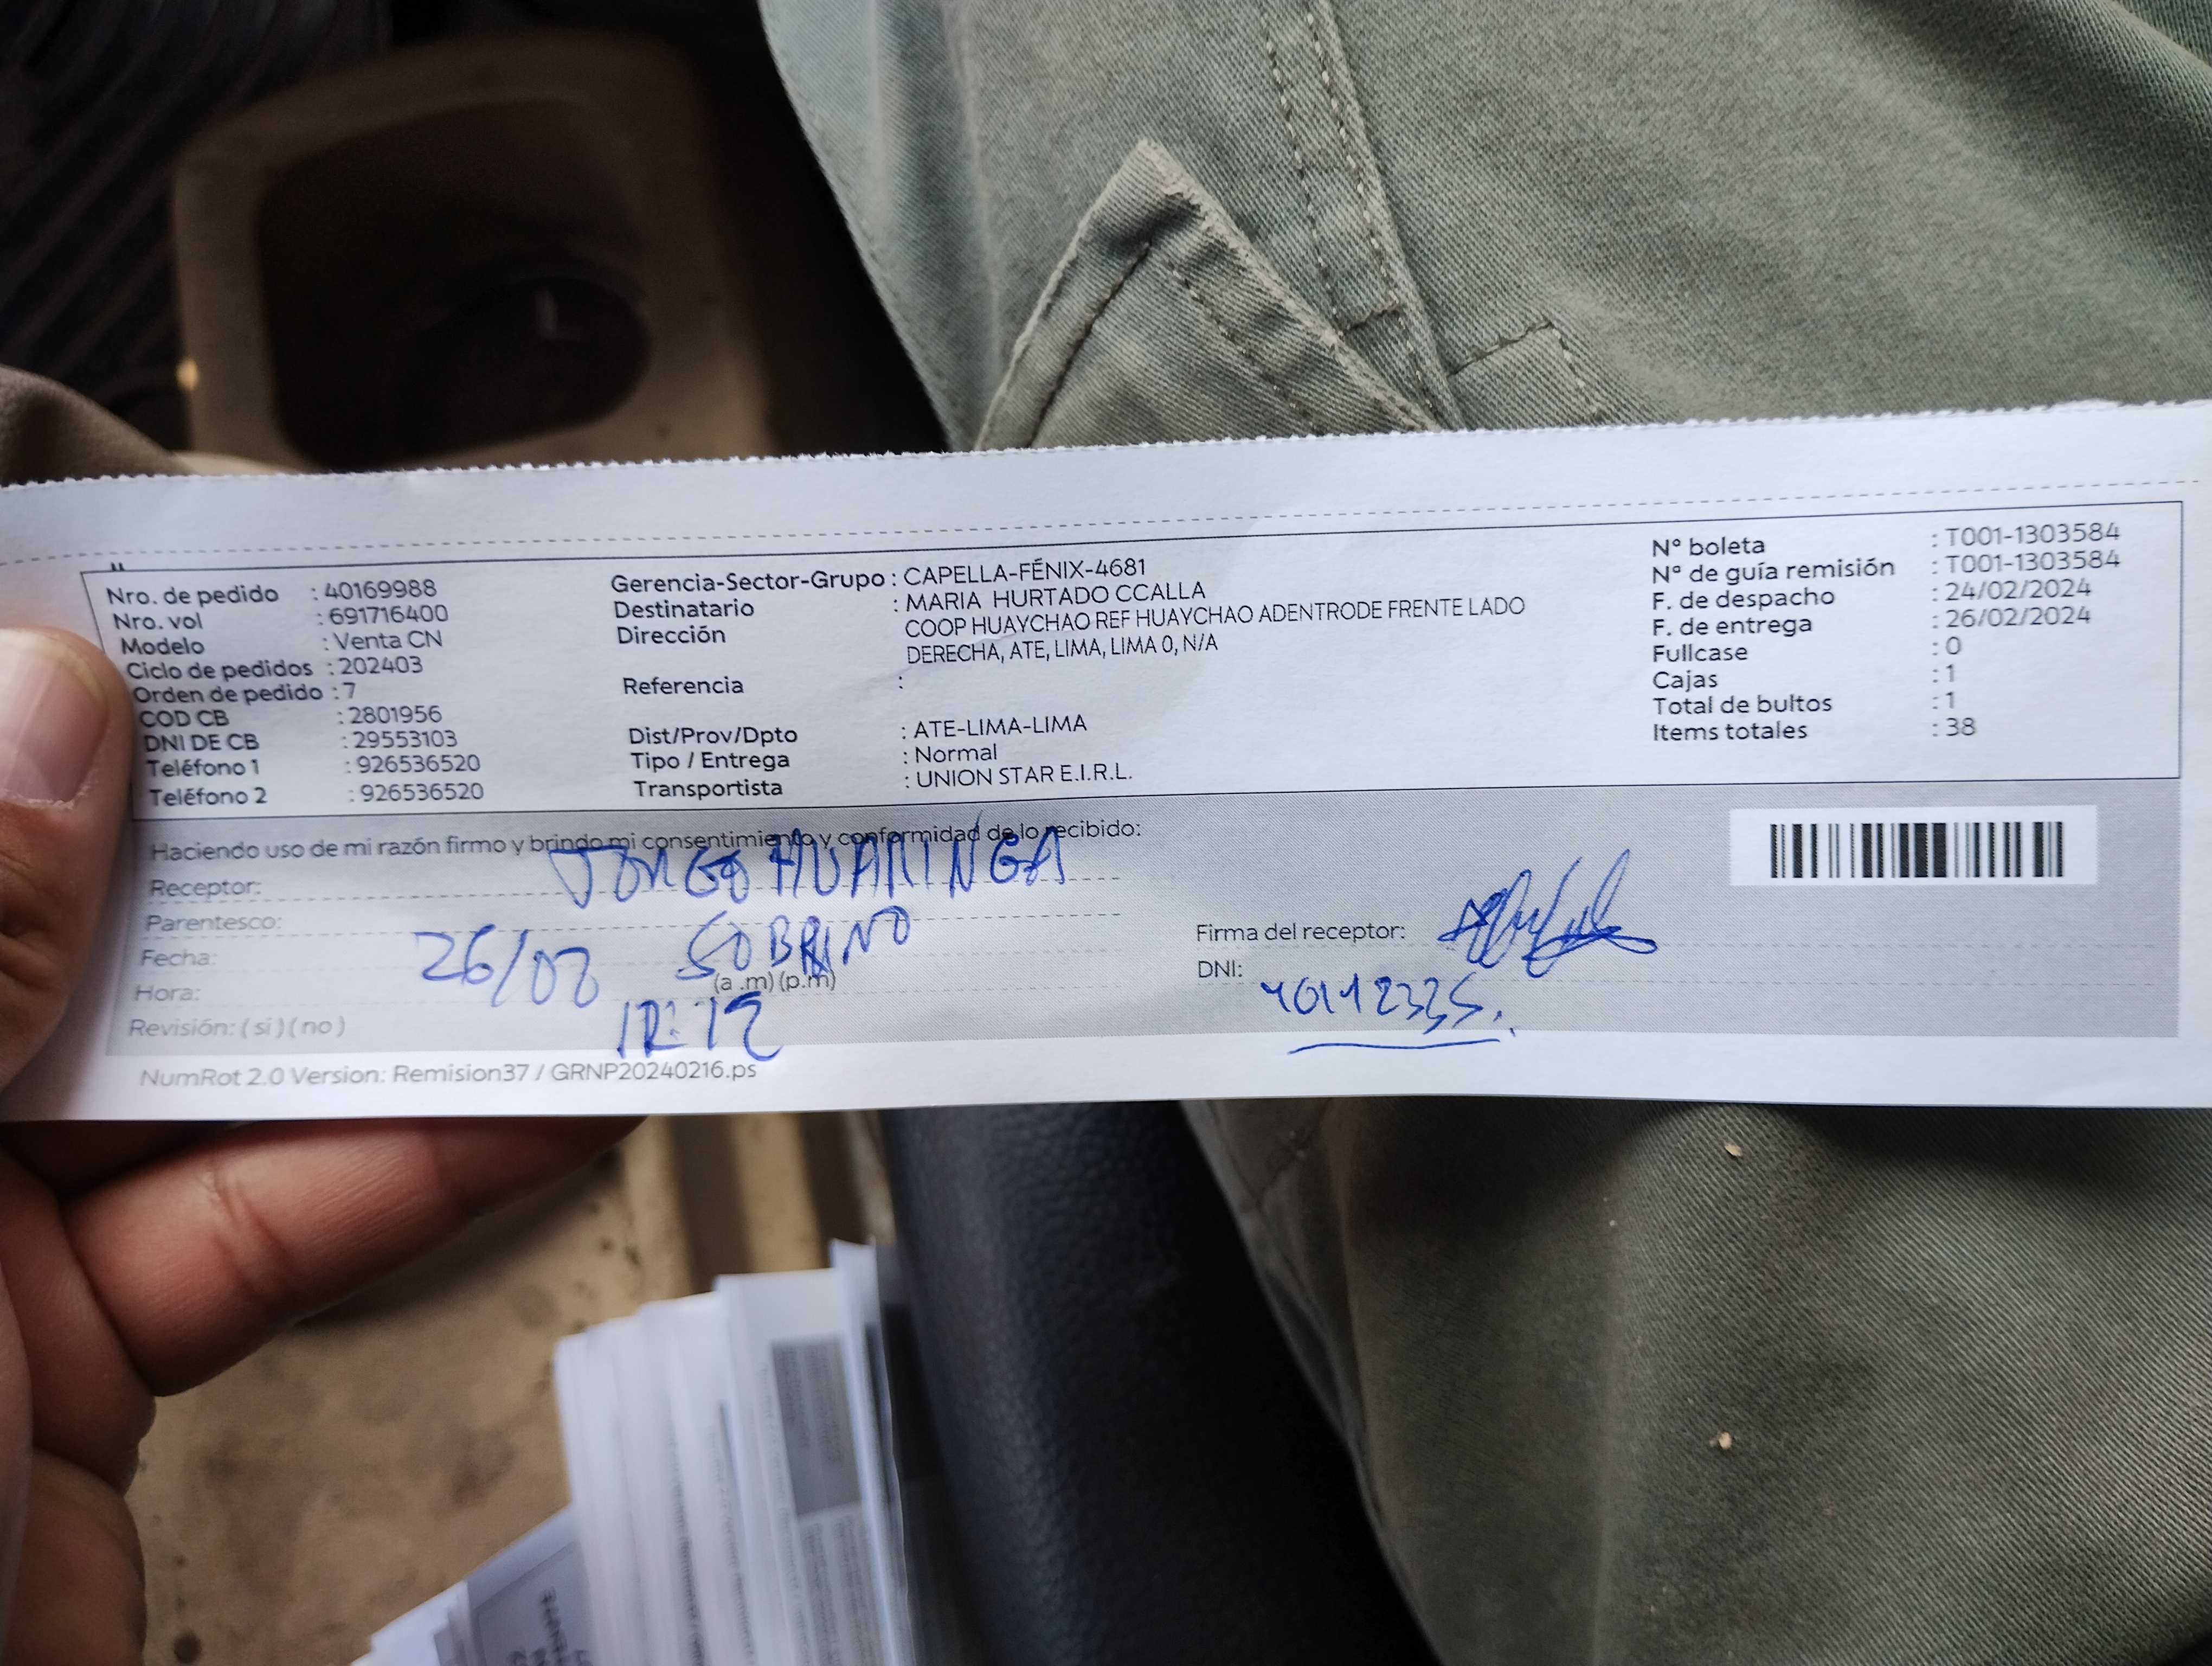 Nro. de pedido : 40169988
Nro. vol : 691716400
Modelo : Venta CN
Ciclo de pedidos : 202403
Orden de pedido : 7
COD CB : 2801956
DNI DE CB : 29553103
Teléfono 1 : 926536520
Teléfono 2 : 926536520
Gerencia-Sector-Grupo : CAPELLA-FÉNIX-4681
Destinatario : MARIA HURTADO CCALLA
Dirección COOP HUAYCHAO REF HUAYCHAO ADENTRODE FRENTE LADO
DERECHA, ATE, LIMA, LIMA 0, N/A
Referencia :
Dist/Prov/Dpto : ATE-LIMA-LIMA
Tipo / Entrega : Normal
Transportista : UNION STAR E.I.R.L.
N° boleta : T001-1303584
N° de guía remisión : T001-1303584
F. de despacho : 24/02/2024
F. de entrega : 26/02/2024
Fullcase : 0
Cajas : 1
Total de bultos : 1
Items totales : 38
Haciendo uso de mi razón firmo y brindo mi consentimiento y conformidad de lo recibido:
Receptor: JORGE HUARINGA
Parentesco: SOBRINO
Fecha: 26/02
Hora: (a .m) (p.m)
Revisión: ( si ) ( no )
Firma del receptor:
DNI:
NumRot 2.0 Version: Remision37 / GRNP20240216.ps